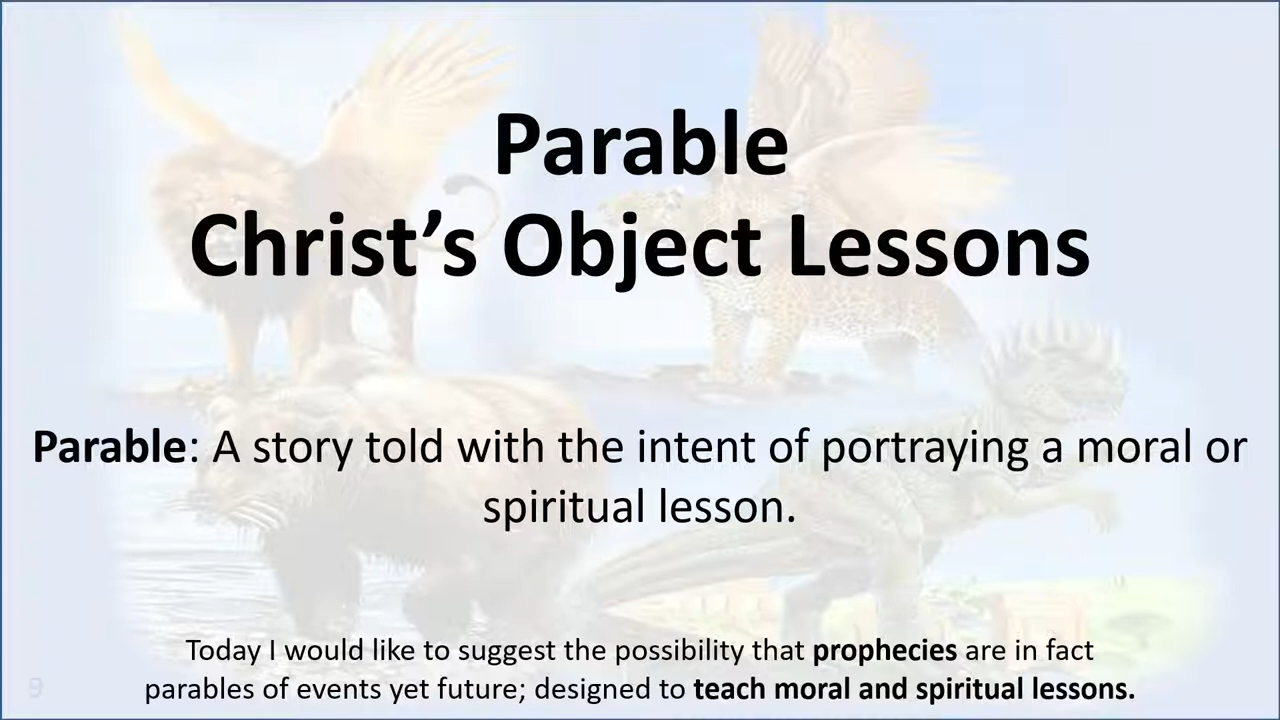 Parable
Christ’s Object Lessons
Parable: A story told with the intent of portraying a moral or
spiritual lesson.
Today I would like to suggest the possibility that prophecies are in fact
parables of events yet future; designed to teach moral and spiritual lessons.
9